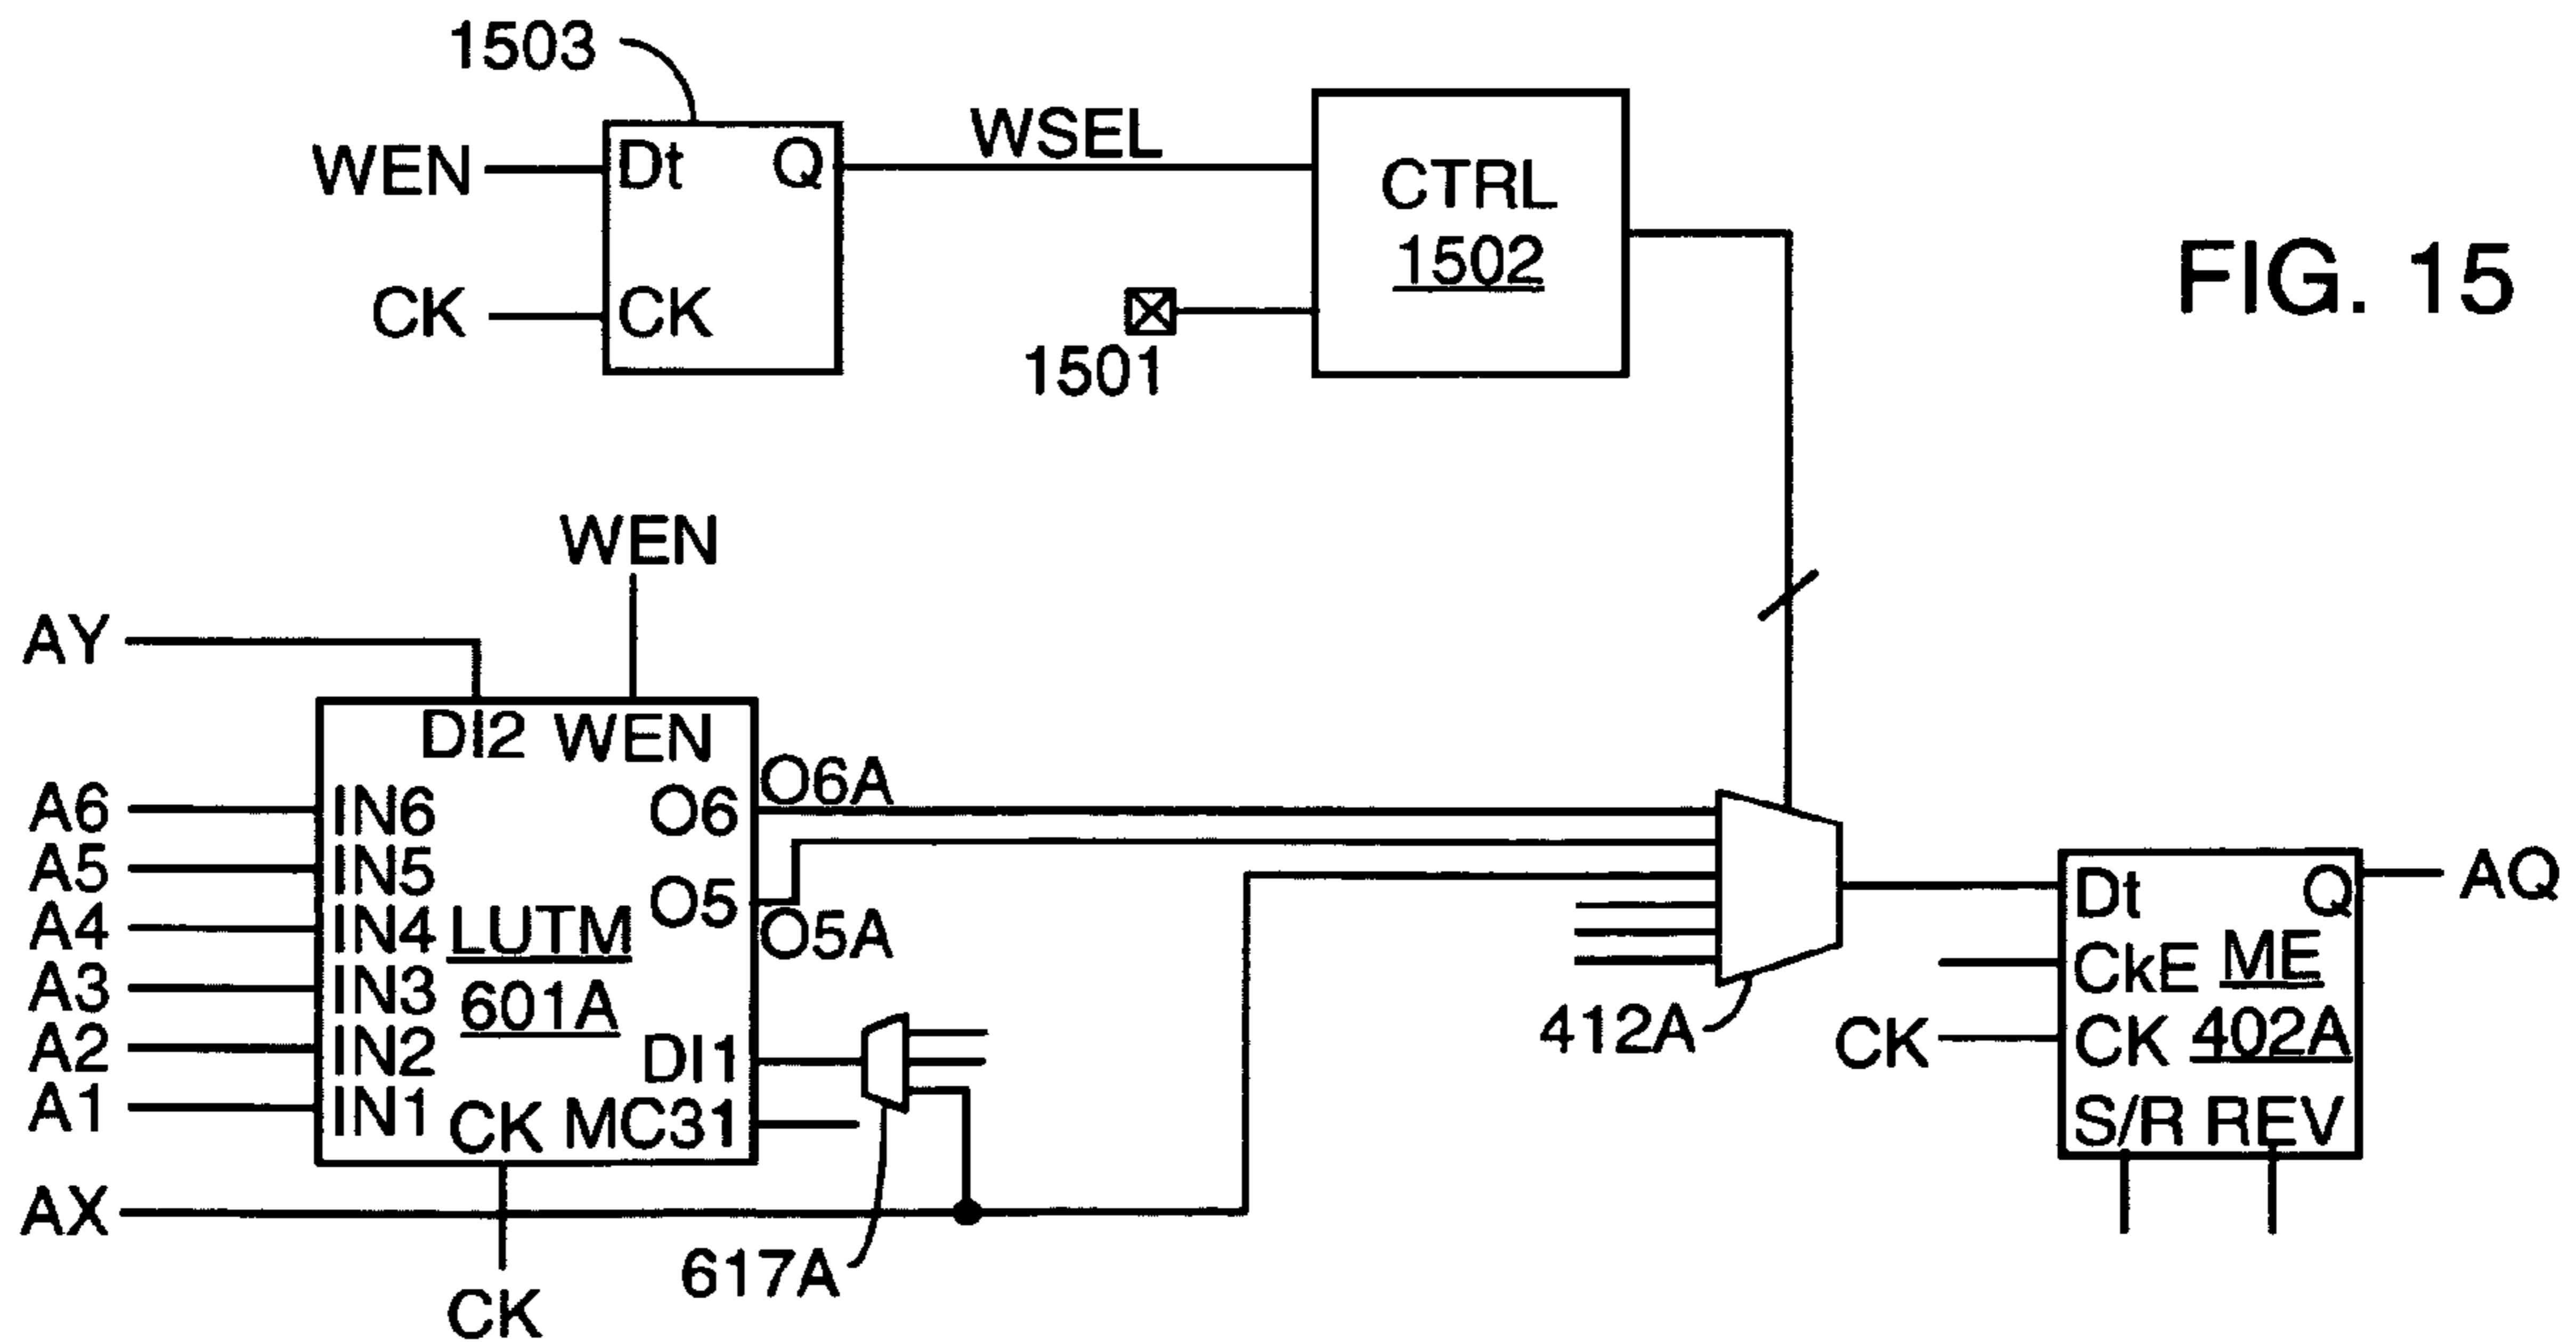 1503
WEN
Dt
Q
WSEL
CK
CK
1501
CTRL
1502
FIG. 15
WEN
AY
DI2 WEN
A6
A5
A4
A3
A2
A1
AX
IN6
IN5
IN4
IN3
IN2
IN1
LUTM
601A
O6
O5
DI1
MC31
CK
O6A
O5A
CK
617A
412A
CK
Dt
Q
CkE
ME
CK
402A
S/R REV
AQ